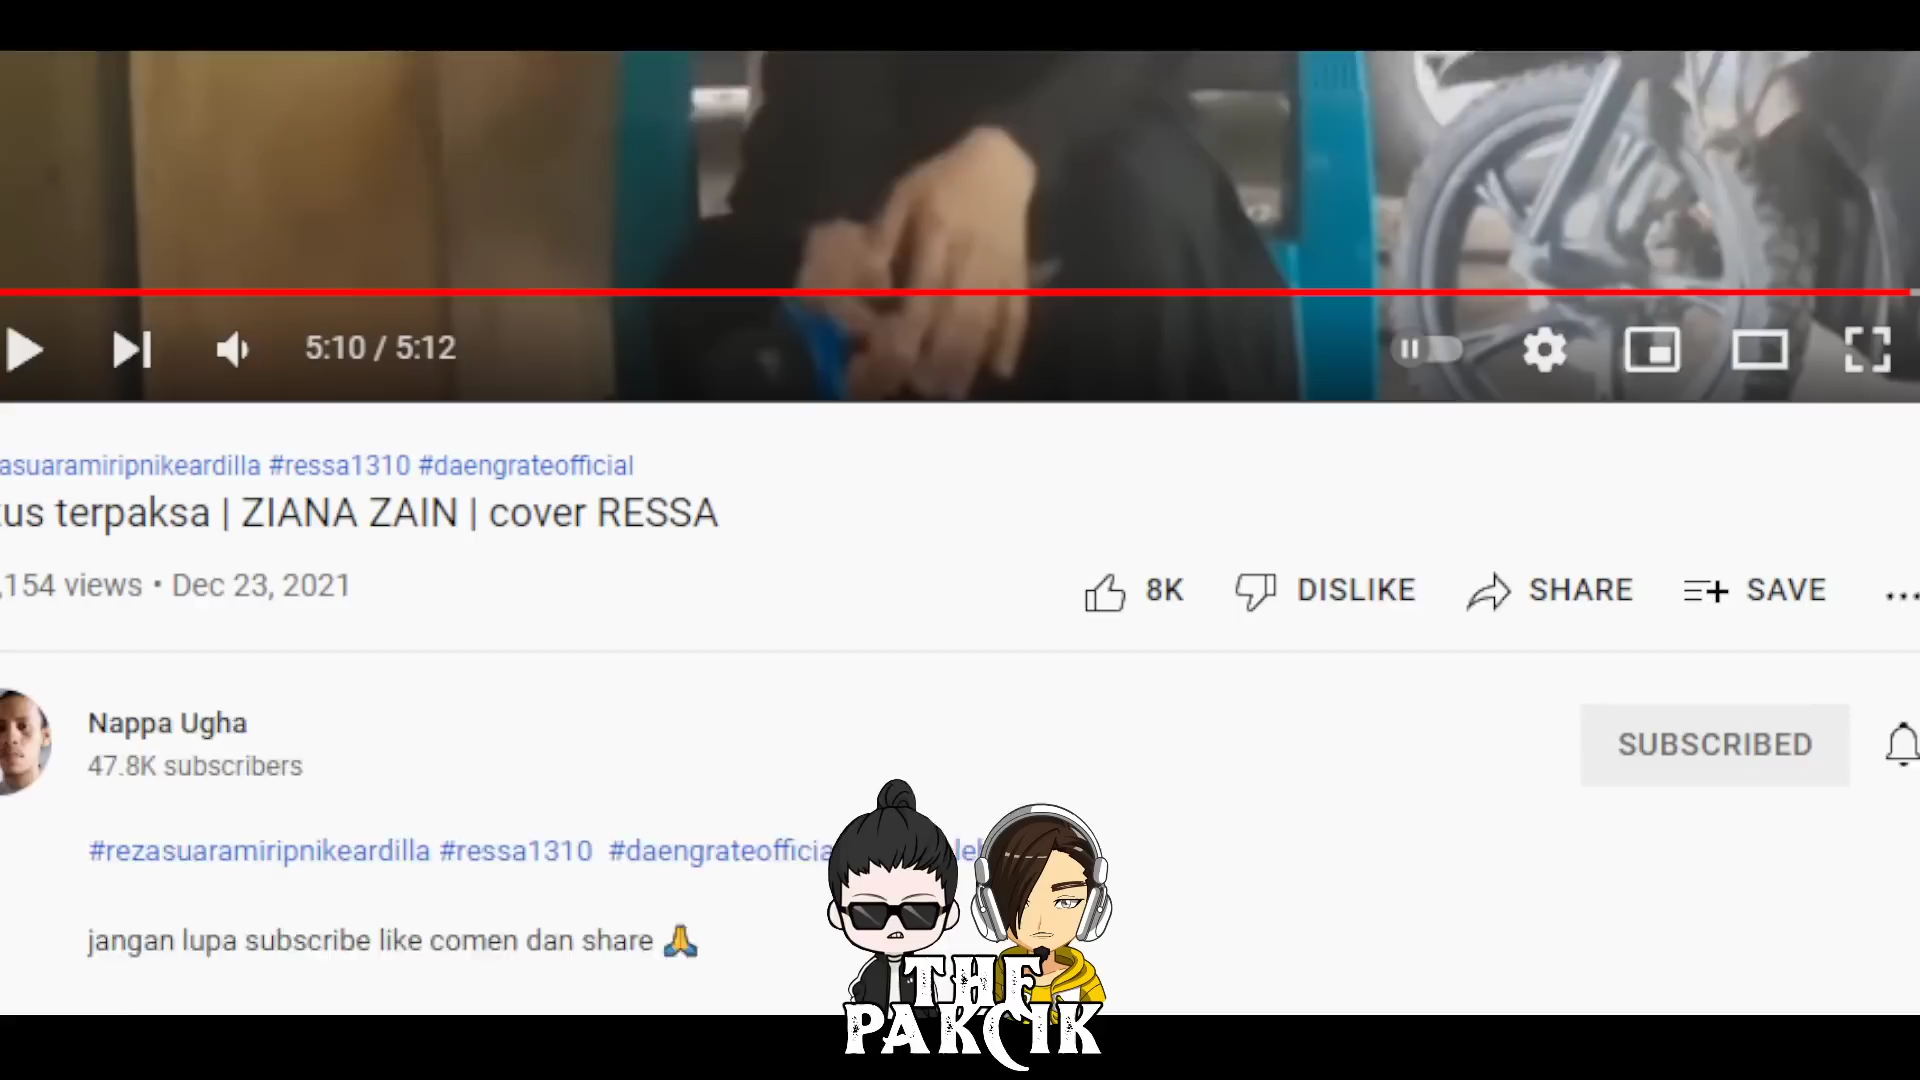 5:10 / 5:12
asuaramiripnikeardilla #ressa1310 #daengrateofficial
us terpaksa | ZIANA ZAIN | cover RESSA
,154 views • Dec 23, 2021
8K DISLIKE SHARE SAVE ...
Nappa Ugha
47.8K subscribers
SUBSCRIBED
#rezasuaramiripnikeardilla #ressa1310 #daengrateofficia
jangan lupa subscribe like comen dan share 🙏
THE
PAKCIK